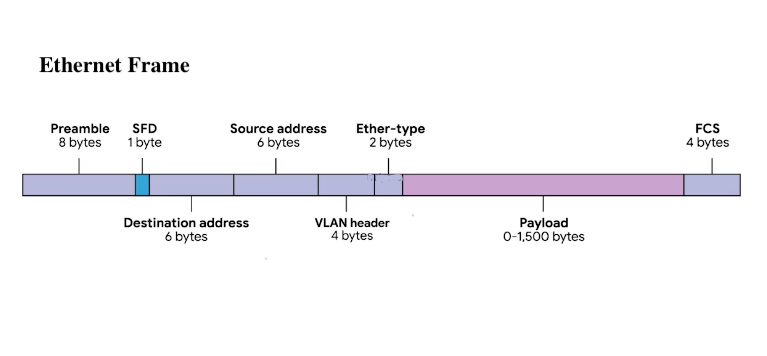 Ethernet Frame
Preamble
8 bytes
SFD
1 byte
Source address
6 bytes
Ether-type
2 bytes
FCS
4 bytes
Destination address
6 bytes
VLAN header
4 bytes
Payload
0-1,500 bytes